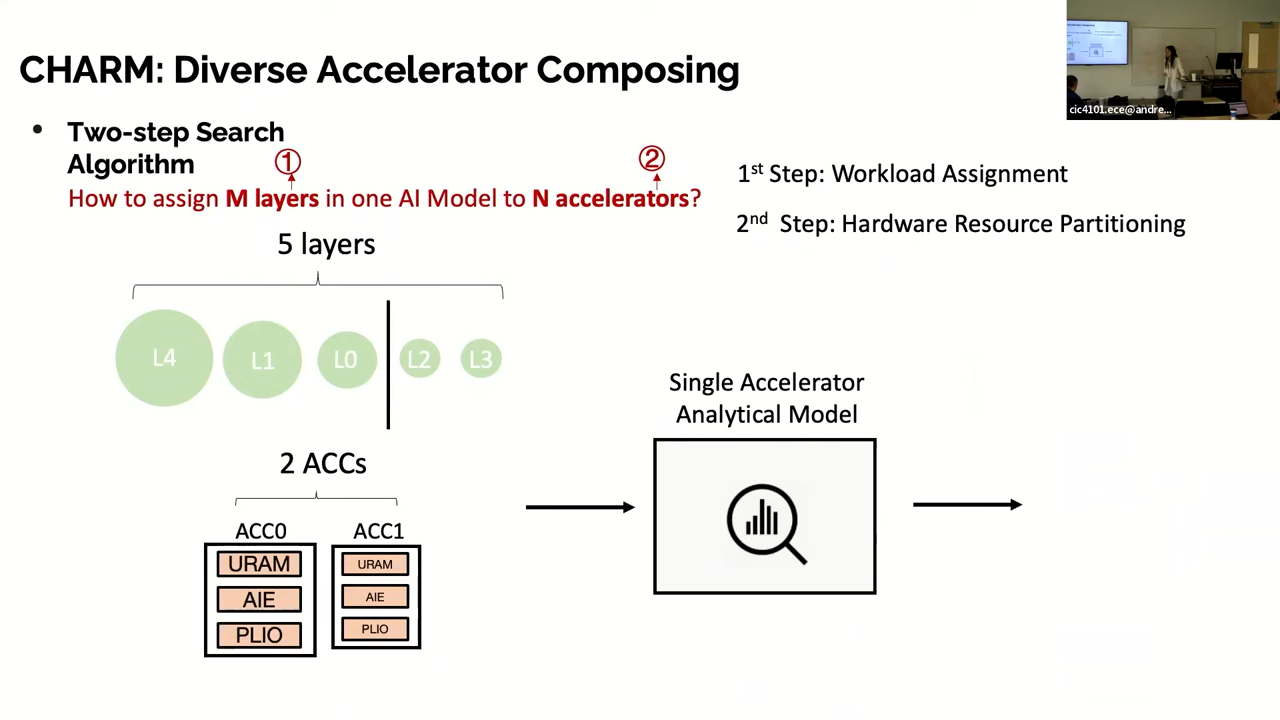 CHARM: Diverse Accelerator Composing
cic4101.ece@andre...
• Two-step Search
Algorithm
① ②
How to assign M layers in one AI Model to N accelerators?
1st Step: Workload Assignment
2nd Step: Hardware Resource Partitioning
5 layers
L4 L1 L0 L2 L3
2 ACCs
ACC0 ACC1
URAM URAM
AIE AIE
PLIO PLIO
Single Accelerator
Analytical Model